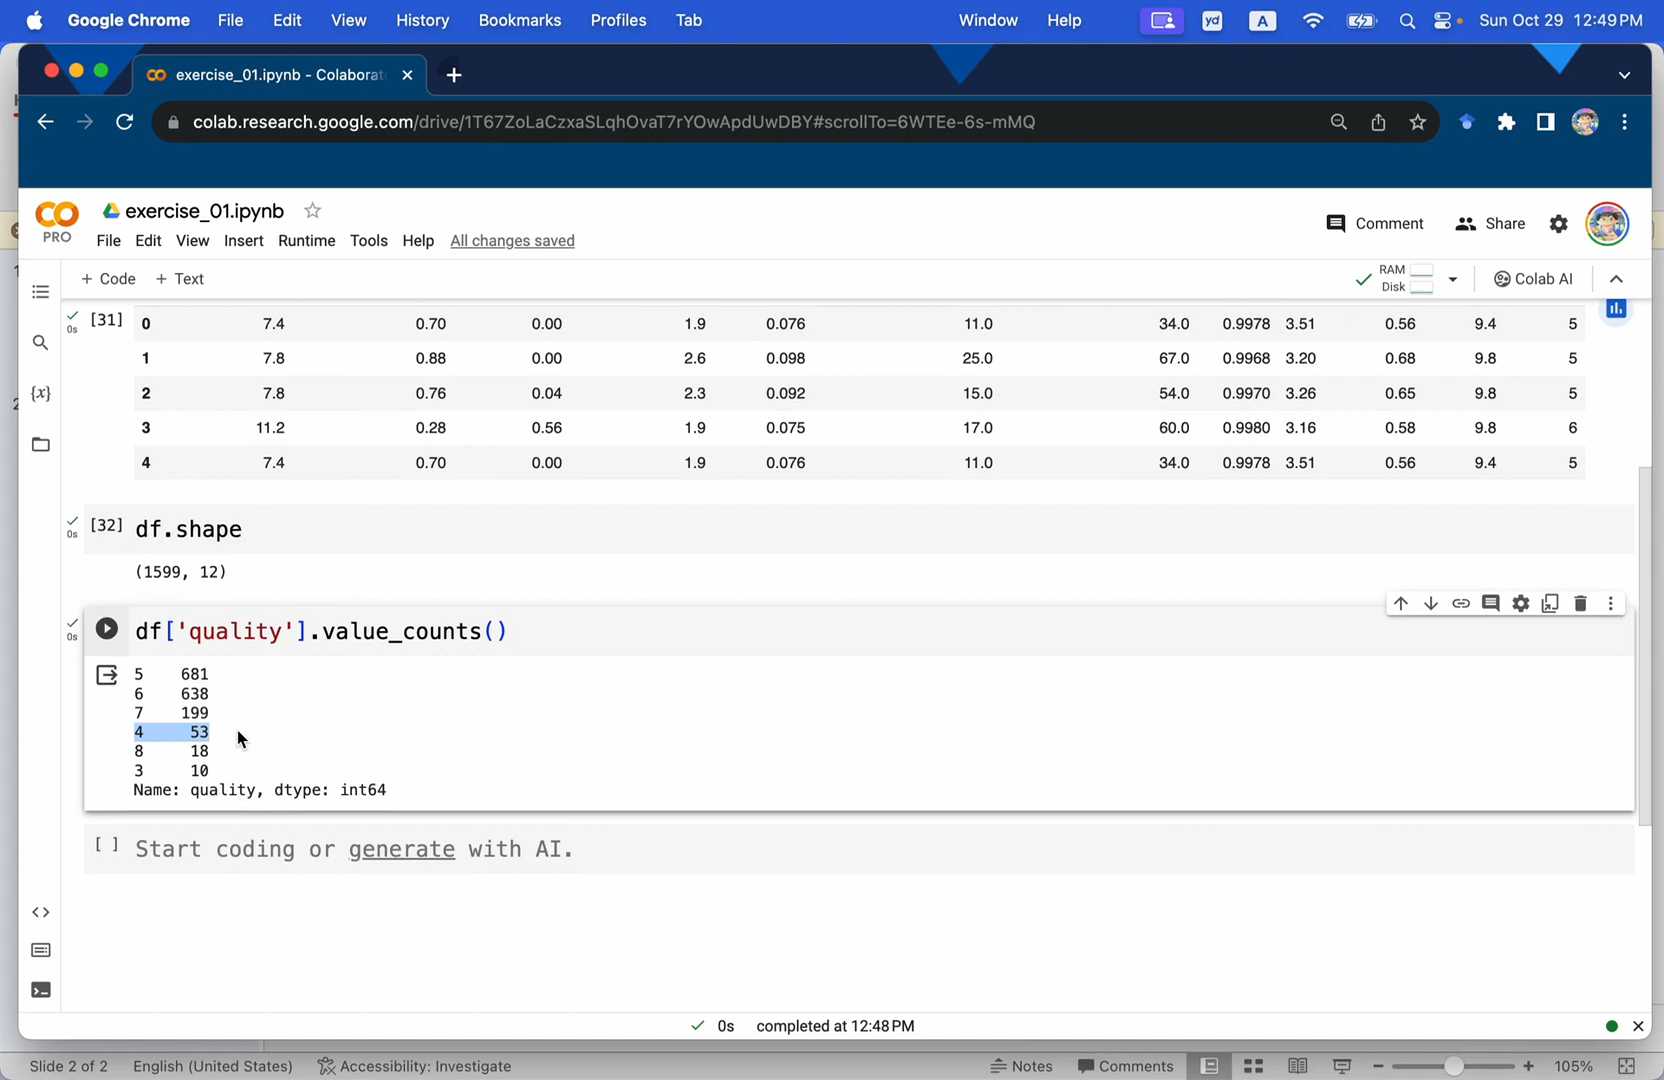 Google Chrome File Edit View History Bookmarks Profiles Tab Window Help yd A Sun Oct 29 12:49 PM
exercise_01.ipynb - Colaborat
colab.research.google.com/drive/1T67ZoLaCzxaSLqhOvaT7rYOwApdUwDBY#scrollTo=6WTEe-6s-mMQ
PRO
exercise_01.ipynb
File Edit View Insert Runtime Tools Help All changes saved
Comment Share
+ Code + Text
RAM
Disk
Colab AI
[31] 0 7.4 0.70 0.00 1.9 0.076 11.0 34.0 0.9978 3.51 0.56 9.4 5
0s
1 7.8 0.88 0.00 2.6 0.098 25.0 67.0 0.9968 3.20 0.68 9.8 5
2 7.8 0.76 0.04 2.3 0.092 15.0 54.0 0.9970 3.26 0.65 9.8 5
3 11.2 0.28 0.56 1.9 0.075 17.0 60.0 0.9980 3.16 0.58 9.8 6
4 7.4 0.70 0.00 1.9 0.076 11.0 34.0 0.9978 3.51 0.56 9.4 5
[32] df.shape
0s
(1599, 12)
df['quality'].value_counts()
0s
5 681
6 638
7 199
4 53
8 18
3 10
Name: quality, dtype: int64
[ ] Start coding or generate with AI.
0s completed at 12:48 PM
Slide 2 of 2 English (United States) Accessibility: Investigate Notes Comments 105%